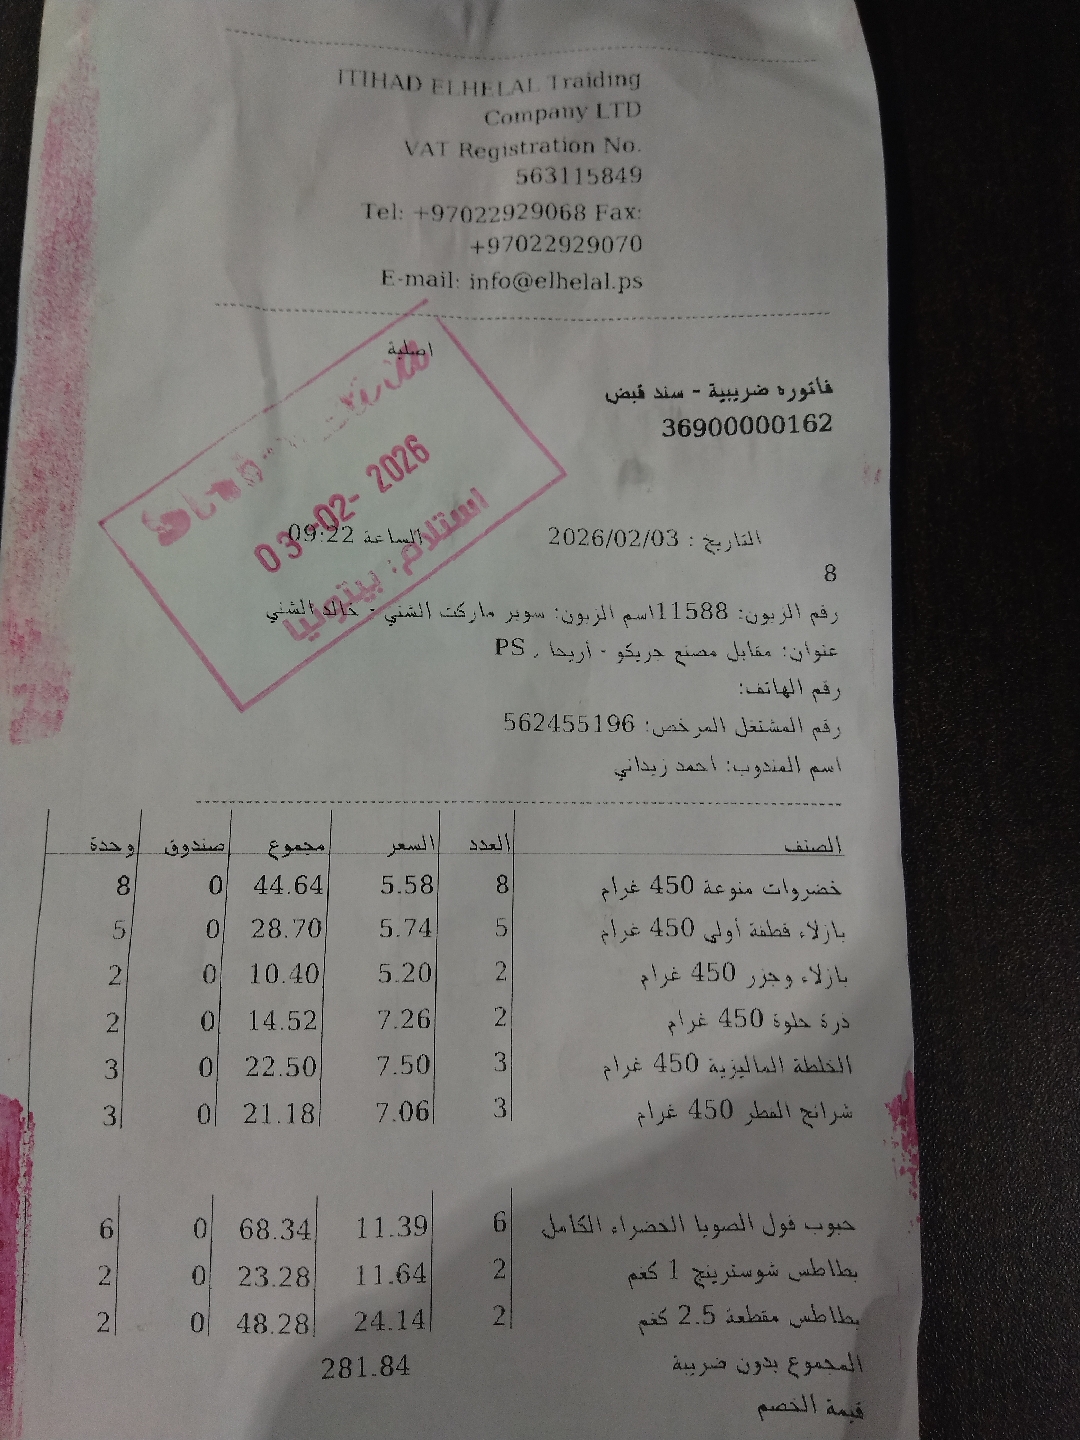 ITIHAD ELHELAL Traiding
Company LTD
VAT Registration No.
563115849
Tel: +97022929068 Fax:
+97022929070
E-mail: info@elhelal.ps
اصلية
فاتوره ضريبية - سند قبض
36900000162
03-02-2026
استلام: بيتونيا
التاريخ : 2026/02/03 الساعة 09:22
8
رقم الزبون: 11588اسم الزبون: سوبر ماركت الشني - خالد الشني
عنوان: مقابل مصنع جريكو - أريحا , PS
رقم الهاتف:
رقم المشتغل المرخص: 562455196
اسم المندوب: احمد زيداني
الصنف العدد السعر مجموع صندوق وحدة
خضروات منوعة 450 غرام 8 5.58 44.64 0 8
بازلاء قطفة أولى 450 غرام 5 5.74 28.70 0 5
بازلاء وجزر 450 غرام 2 5.20 10.40 0 2
ذرة حلوة 450 غرام 2 7.26 14.52 0 2
الخلطة الماليزية 450 غرام 3 7.50 22.50 0 3
شرائح الفطر 450 غرام 3 7.06 21.18 0 3
حبوب فول الصويا الخضراء الكامل 6 11.39 68.34 0 6
بطاطس شوسترينج 1 كغم 2 11.64 23.28 0 2
بطاطس مقطعة 2.5 كغم 2 24.14 48.28 0 2
المجموع بدون ضريبة 281.84
قيمة الخصم